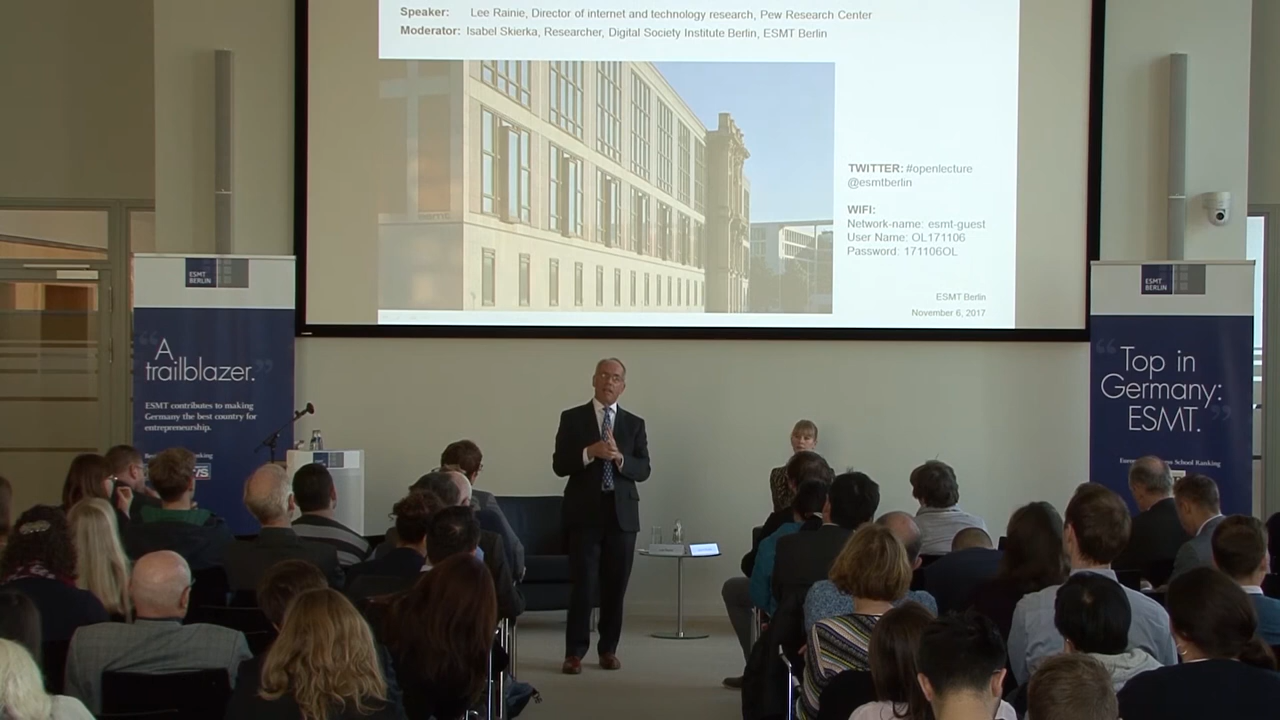 Speaker: Lee Rainie, Director of internet and technology research, Pew Research Center
Moderator: Isabel Skierka, Researcher, Digital Society Institute Berlin, ESMT Berlin
TWITTER: #openlecture
@esmtberlin
WIFI:
Network-name: esmt-guest
User Name: OL171106
Password: 171106OL
ESMT Berlin
November 6, 2017
ESMT
BERLIN
“A
trailblazer.”
ESMT contributes to making
Germany the best country for
entrepreneurship.
ESMT
BERLIN
“Top in
Germany:
ESMT.”
School Ranking